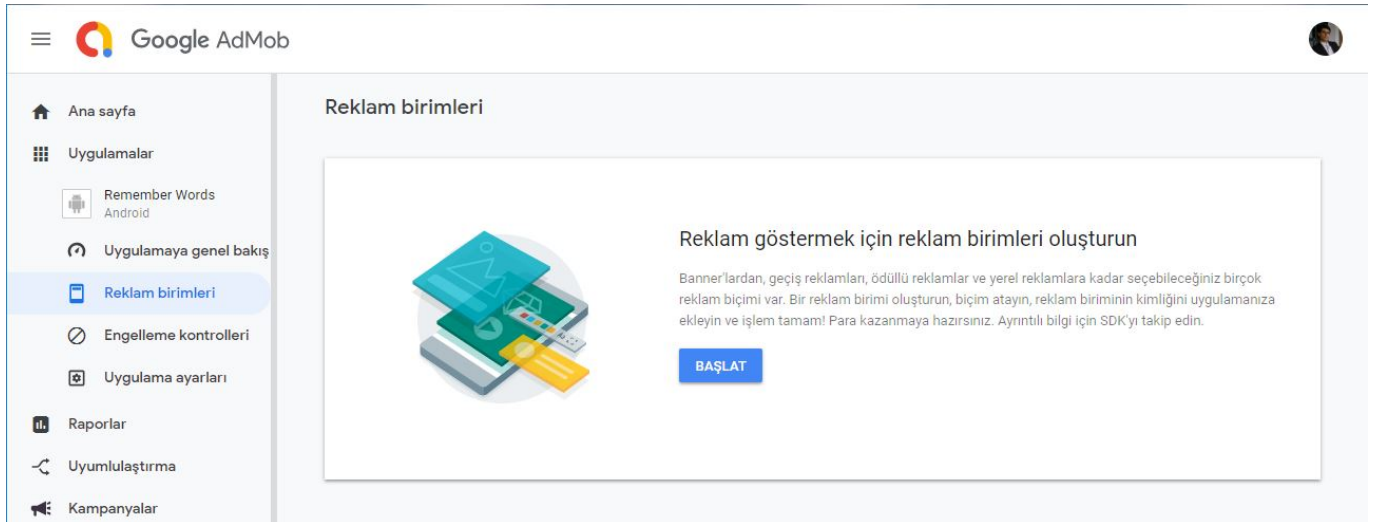 Google AdMob
Ana sayfa
Uygulamalar
Remember Words
Android
Uygulamaya genel bakış
Reklam birimleri
Engelleme kontrolleri
Uygulama ayarları
Raporlar
Uyumlulaştırma
Kampanyalar
Reklam birimleri
Reklam göstermek için reklam birimleri oluşturun
Banner'lardan, geçiş reklamları, ödüllü reklamlar ve yerel reklamlara kadar seçebileceğiniz birçok
reklam biçimi var. Bir reklam birimi oluşturun, biçim atayın, reklam biriminin kimliğini uygulamanıza
ekleyin ve işlem tamam! Para kazanmaya hazırsınız. Ayrıntılı bilgi için SDK'yı takip edin.
BAŞLAT